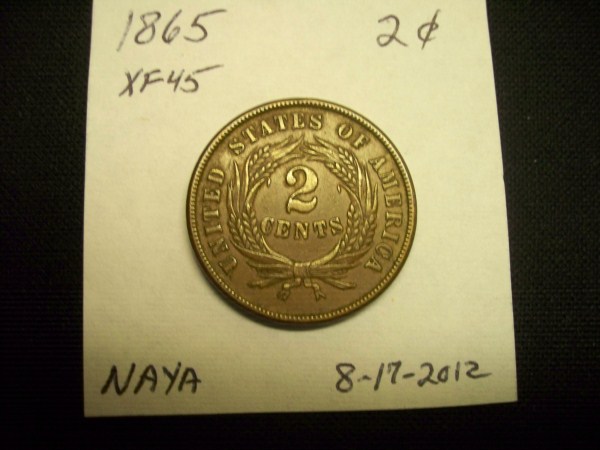 1865 2¢
XF45
UNITED STATES OF AMERICA
2
CENTS
NAYA 8-17-2012